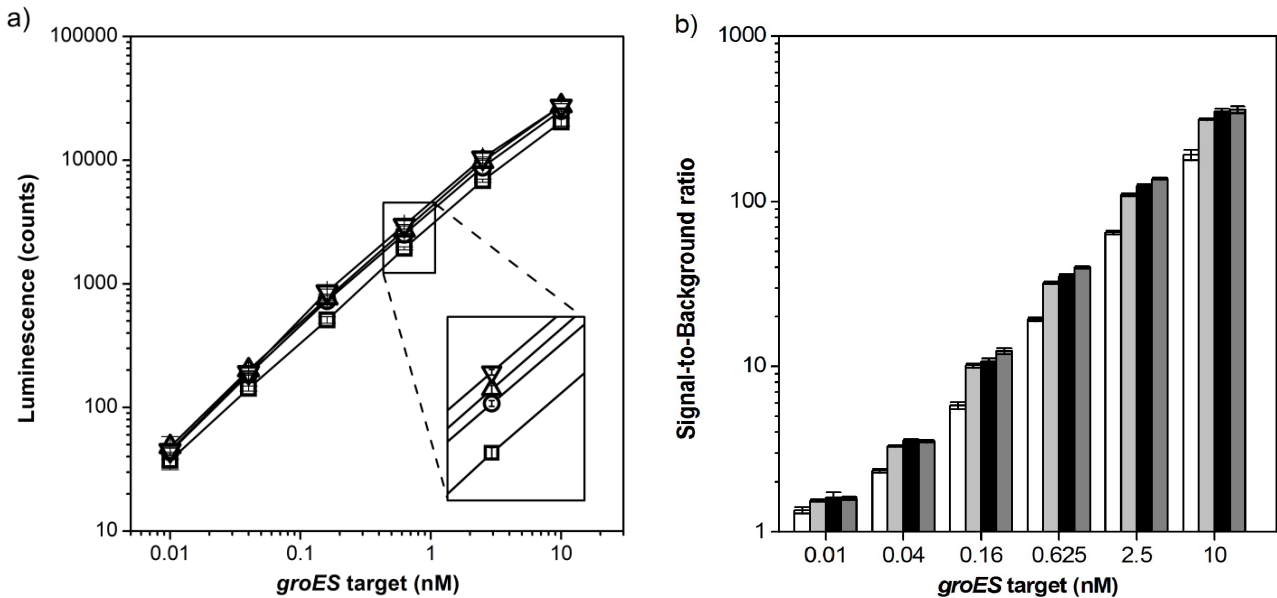 a)
Luminescence (counts)
100000
10000
1000
100
10
0.01 0.1 1 10
groES target (nM)
b)
Signal-to-Background ratio
1000
100
10
1
0.01 0.04 0.16 0.625 2.5 10
groES target (nM)